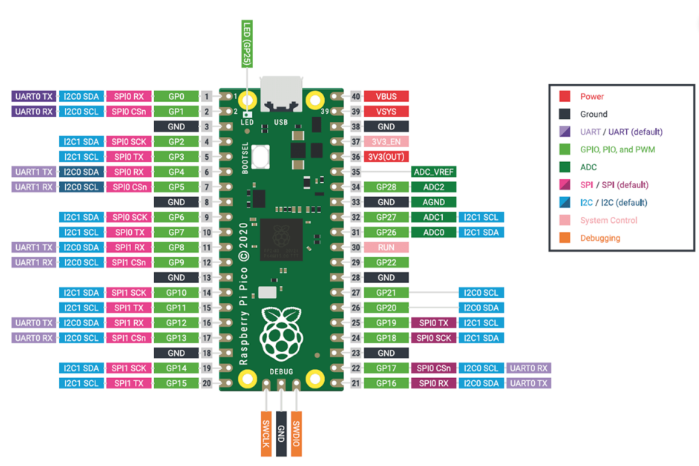 LED (GP25)
UART0 TX I2C0 SDA SPI0 RX GP0 1 1 40 VBUS
UART0 RX I2C0 SCL SPI0 CSn GP1 2 2 39 39 VSYS
LED USB
GND 3 38 GND
I2C1 SDA SPI0 SCK GP2 4 37 3V3_EN
I2C1 SCL SPI0 TX GP3 5 36 3V3(OUT)
UART1 TX I2C0 SDA SPI0 RX GP4 6 35 ADC_VREF
UART1 RX I2C0 SCL SPI0 CSn GP5 7 34 GP28 ADC2
BOOTSEL
GND 8 33 GND AGND
I2C1 SDA SPI0 SCK GP6 9 32 GP27 ADC1 I2C1 SCL
I2C1 SCL SPI0 TX GP7 10 31 GP26 ADC0 I2C1 SDA
UART1 TX I2C0 SDA SPI1 RX GP8 11 30 RUN
UART1 RX I2C0 SCL SPI1 CSn GP9 12 29 GP22
GND 13 28 GND
I2C1 SDA SPI1 SCK GP10 14 27 GP21 I2C0 SCL
I2C1 SCL SPI1 TX GP11 15 26 GP20 I2C0 SDA
UART0 TX I2C0 SDA SPI1 RX GP12 16 25 GP19 SPI0 TX I2C1 SCL
UART0 RX I2C0 SCL SPI1 CSn GP13 17 24 GP18 SPI0 SCK I2C1 SDA
Raspberry Pi Pico © 2020
GND 18 23 GND
I2C1 SDA SPI1 SCK GP14 19 22 GP17 SPI0 CSn I2C0 SCL UART0 RX
I2C1 SCL SPI1 TX GP15 20 21 GP16 SPI0 RX I2C0 SDA UART0 TX
DEBUG
SWCLK
GND
SWDIO
Power
Ground
UART / UART (default)
GPIO, PIO, and PWM
ADC
SPI / SPI (default)
I2C / I2C (default)
System Control
Debugging